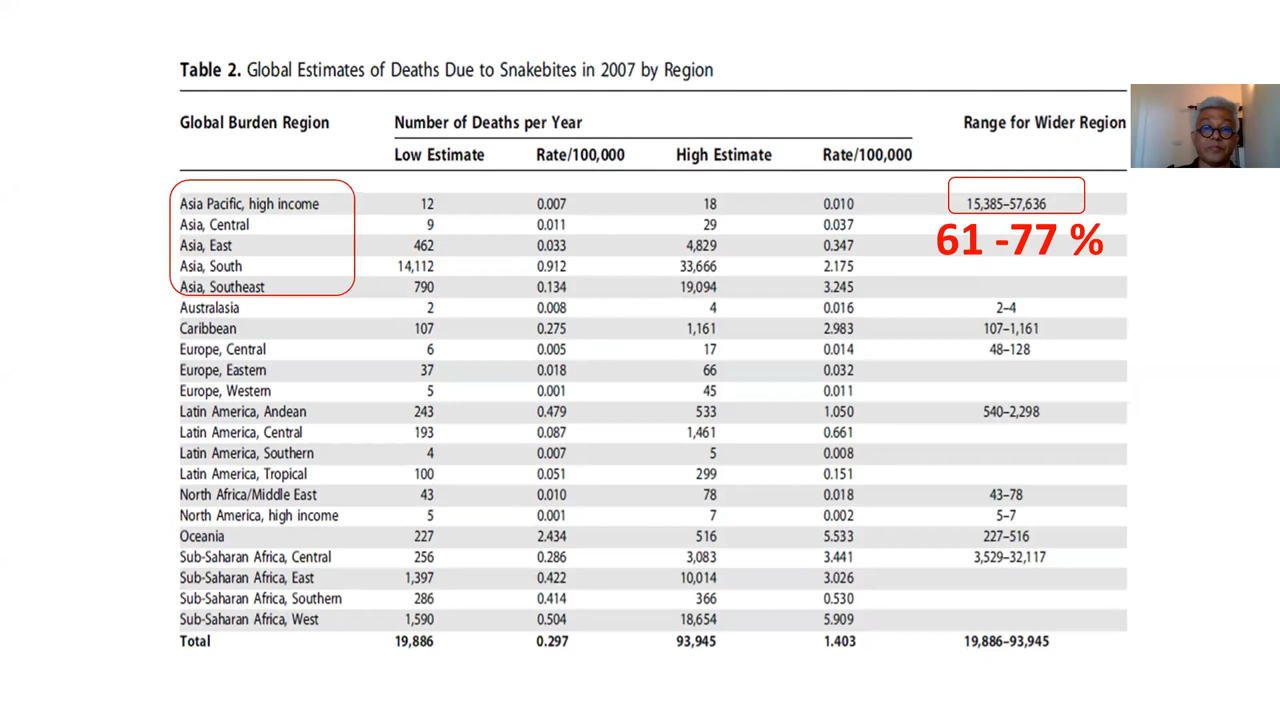 Table 2. Global Estimates of Deaths Due to Snakebites in 2007 by Region
Global Burden Region Number of Deaths per Year Range for Wider Region
Low Estimate Rate/100,000 High Estimate Rate/100,000
Asia Pacific, high income 12 0.007 18 0.010 15,385–57,636
Asia, Central 9 0.011 29 0.037
61 -77 %
Asia, East 462 0.033 4,829 0.347
Asia, South 14,112 0.912 33,666 2.175
Asia, Southeast 790 0.134 19,094 3.245
Australasia 2 0.008 4 0.016 2–4
Caribbean 107 0.275 1,161 2.983 107–1,161
Europe, Central 6 0.005 17 0.014 48–128
Europe, Eastern 37 0.018 66 0.032
Europe, Western 5 0.001 45 0.011
Latin America, Andean 243 0.479 533 1.050 540–2,298
Latin America, Central 193 0.087 1,461 0.661
Latin America, Southern 4 0.007 5 0.008
Latin America, Tropical 100 0.051 299 0.151
North Africa/Middle East 43 0.010 78 0.018 43–78
North America, high income 5 0.001 7 0.002 5–7
Oceania 227 2.434 516 5.533 227–516
Sub-Saharan Africa, Central 256 0.286 3,083 3.441 3,529–32,117
Sub-Saharan Africa, East 1,397 0.422 10,014 3.026
Sub-Saharan Africa, Southern 286 0.414 366 0.530
Sub-Saharan Africa, West 1,590 0.504 18,654 5.909
Total 19,886 0.297 93,945 1.403 19,886–93,945